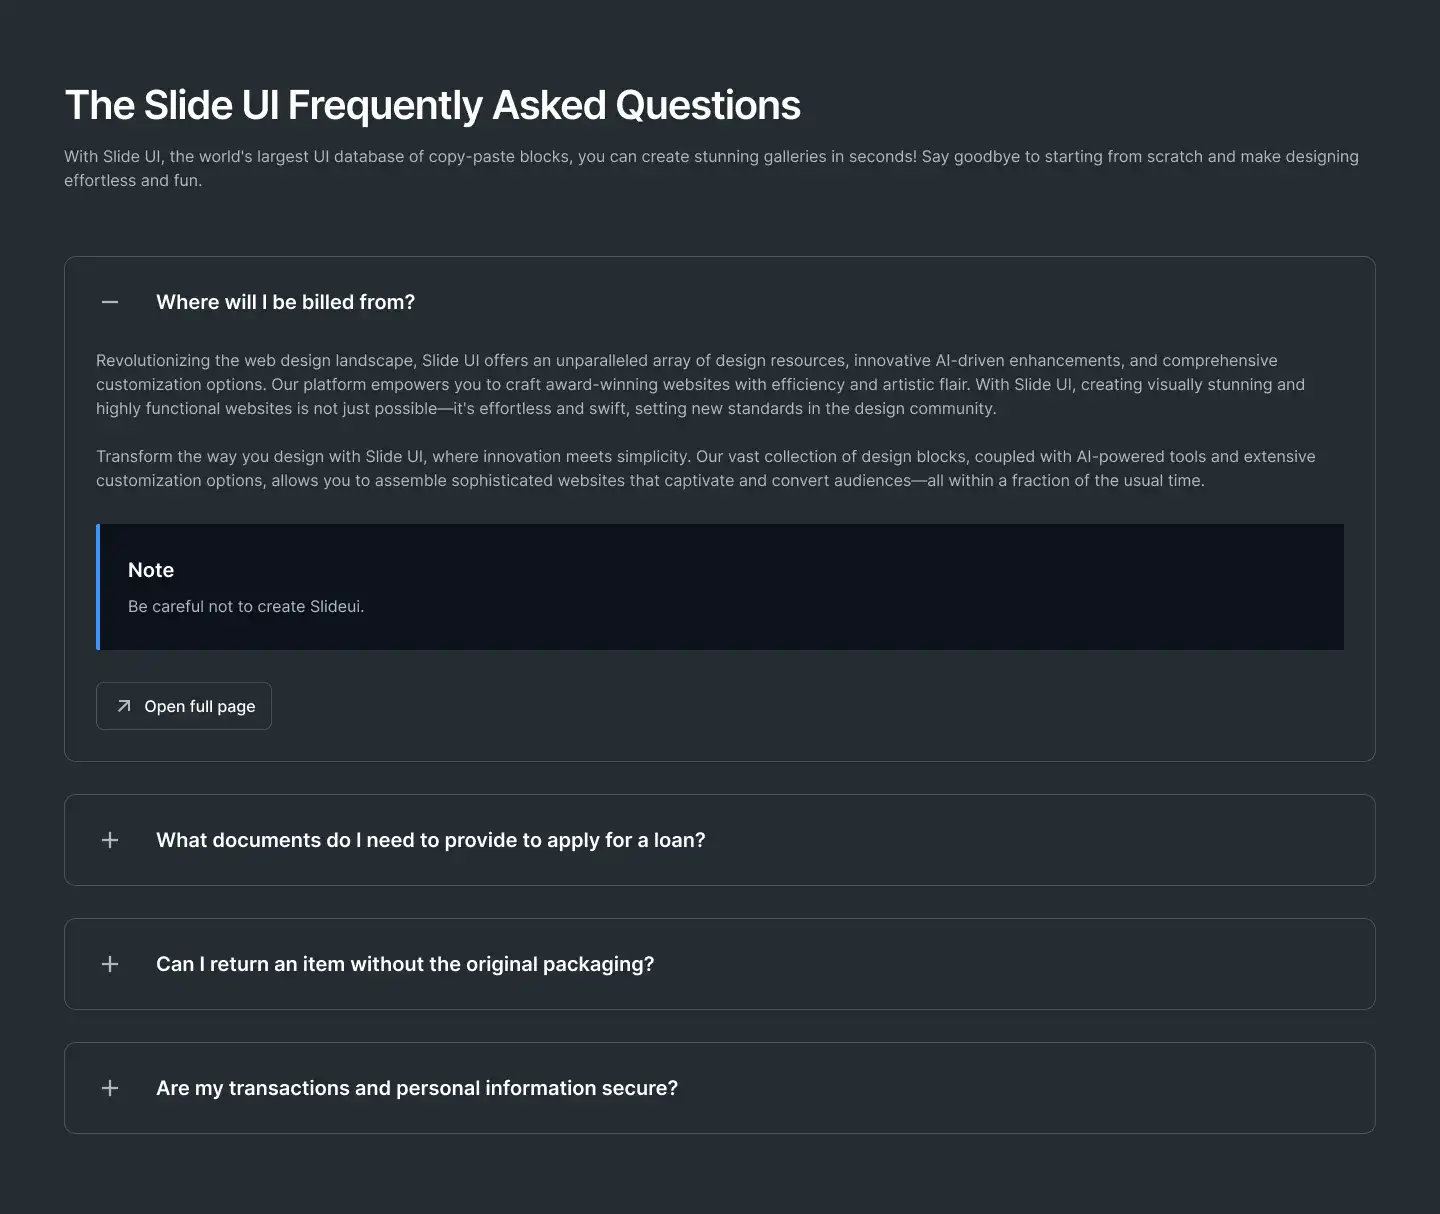 The Slide UI Frequently Asked Questions
With Slide UI, the world's largest UI database of copy-paste blocks, you can create stunning galleries in seconds! Say goodbye to starting from scratch and make designing
effortless and fun.
Where will I be billed from?
Revolutionizing the web design landscape, Slide UI offers an unparalleled array of design resources, innovative AI-driven enhancements, and comprehensive
customization options. Our platform empowers you to craft award-winning websites with efficiency and artistic flair. With Slide UI, creating visually stunning and
highly functional websites is not just possible—it's effortless and swift, setting new standards in the design community.
Transform the way you design with Slide UI, where innovation meets simplicity. Our vast collection of design blocks, coupled with AI-powered tools and extensive
customization options, allows you to assemble sophisticated websites that captivate and convert audiences—all within a fraction of the usual time.
Note
Be careful not to create Slideui.
Open full page
What documents do I need to provide to apply for a loan?
Can I return an item without the original packaging?
Are my transactions and personal information secure?